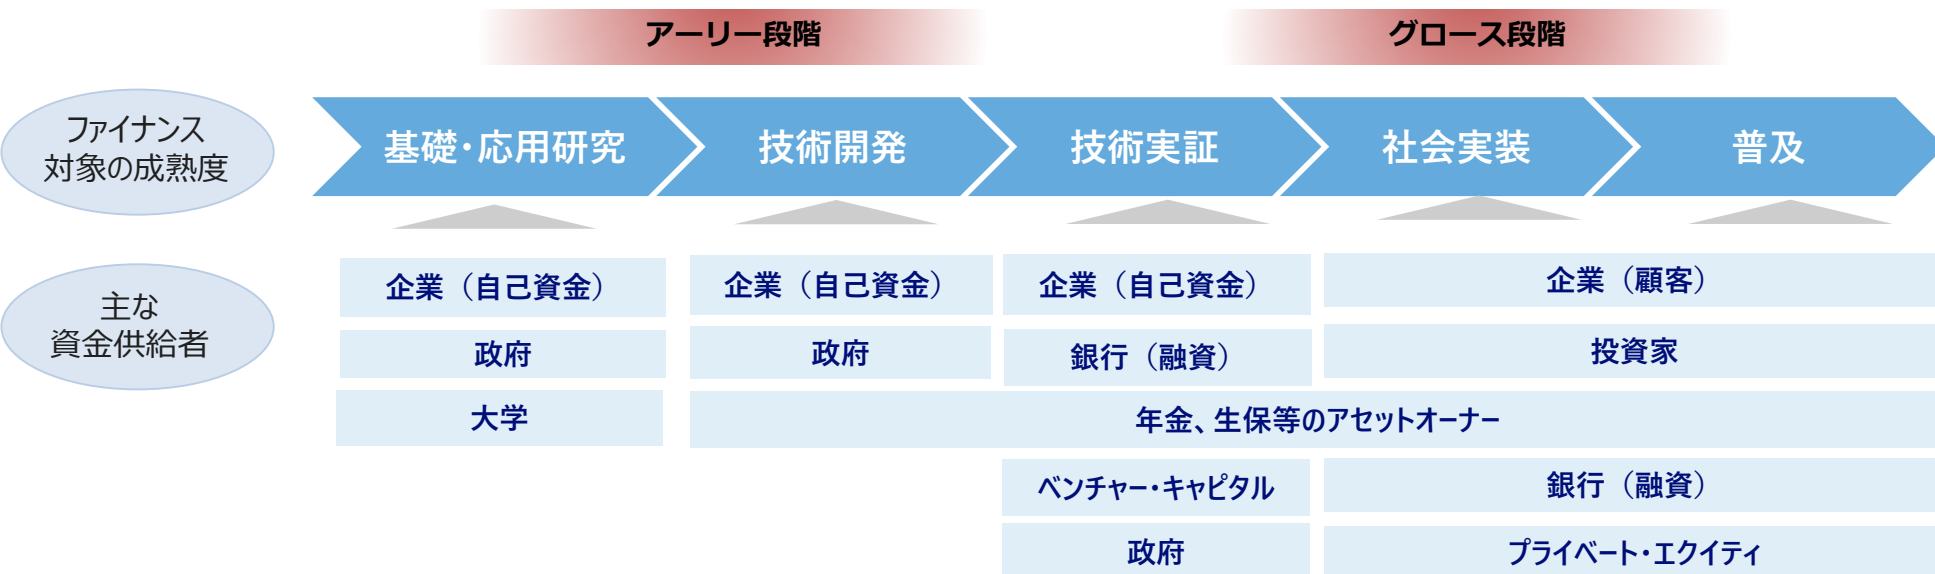 アーリー段階
グロース段階
ファイナンス
対象の成熟度
基礎・応用研究
技術開発
技術実証
社会実装
普及
主な
資金供給者
企業（自己資金）
企業（自己資金）
企業（自己資金）
企業（顧客）
政府
政府
銀行（融資）
投資家
大学
年金、生保等のアセットオーナー
ベンチャー・キャピタル
銀行（融資）
政府
プライベート・エクイティ